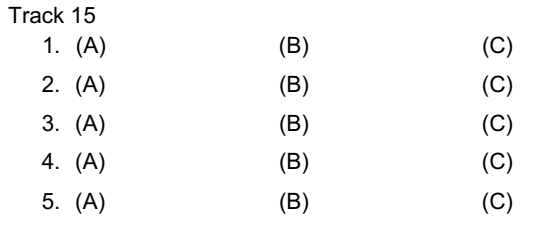 Track 15
1. (A) (B) (C)
2. (A) (B) (C)
3. (A) (B) (C)
4. (A) (B) (C)
5. (A) (B) (C)